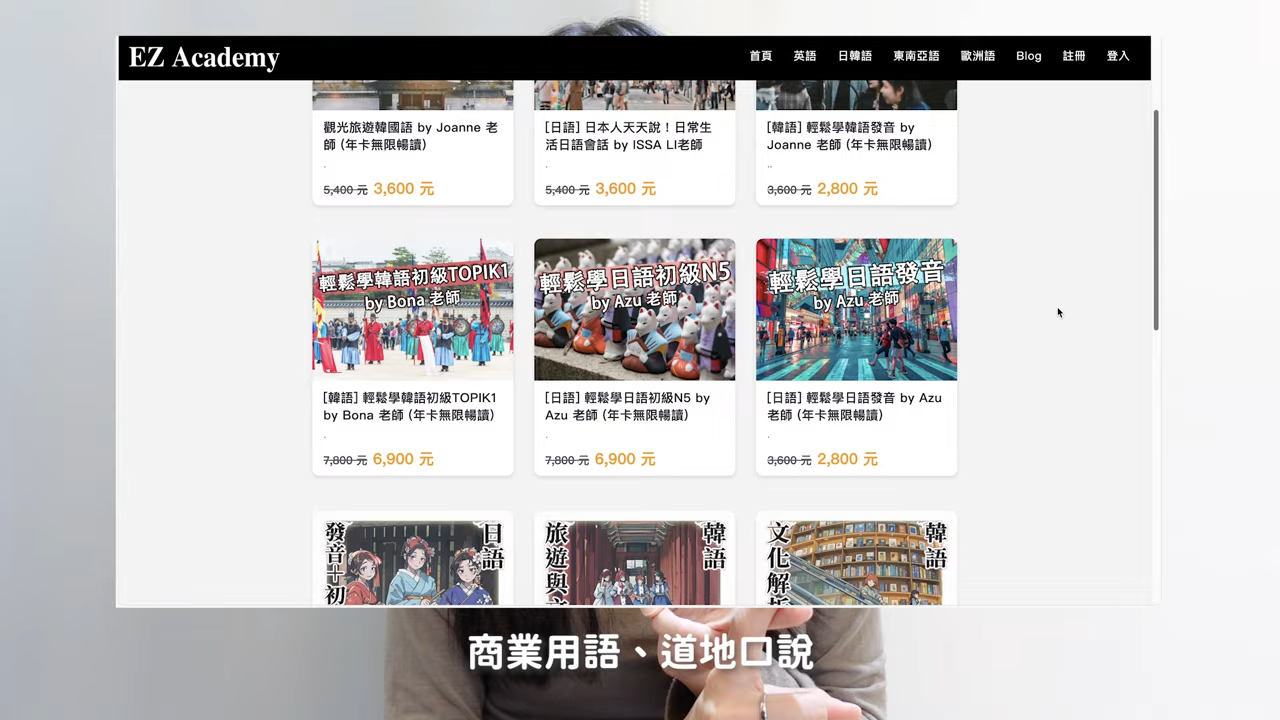 EZ Academy
首頁 英語 日韓語 東南亞語 歐洲語 Blog 註冊 登入
觀光旅遊韓國語 by Joanne 老
師 (年卡無限暢讀)
.
5,400 元 3,600 元
[日語] 日本人天天說！日常生
活日語會話 by ISSA LI老師
.
5,400 元 3,600 元
[韓語] 輕鬆學韓語發音 by
Joanne 老師 (年卡無限暢讀)
..
3,600 元 2,800 元
輕鬆學韓語初級TOPIK1
by Bona 老師
[韓語] 輕鬆學韓語初級TOPIK1
by Bona 老師 (年卡無限暢讀)
.
7,800 元 6,900 元
輕鬆學日語初級N5
by Azu 老師
[日語] 輕鬆學日語初級N5 by
Azu 老師 (年卡無限暢讀)
.
7,800 元 6,900 元
輕鬆學日語發音
by Azu 老師
[日語] 輕鬆學日語發音 by Azu
老師 (年卡無限暢讀)
.
3,600 元 2,800 元
日語
發音+初
韓語
旅遊與
韓語
文化解析
商業用語、道地口說